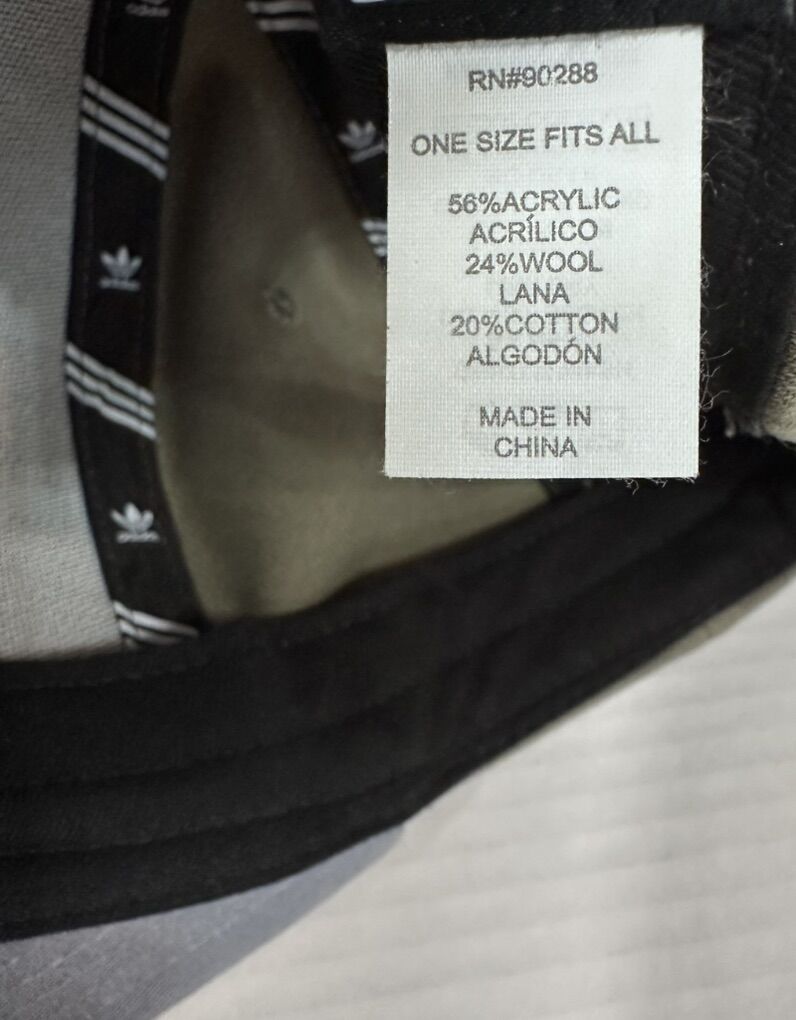 RN#90288
ONE SIZE FITS ALL
56%ACRYLIC
ACRÍLICO
24%WOOL
LANA
20%COTTON
ALGODÓN
MADE IN
CHINA